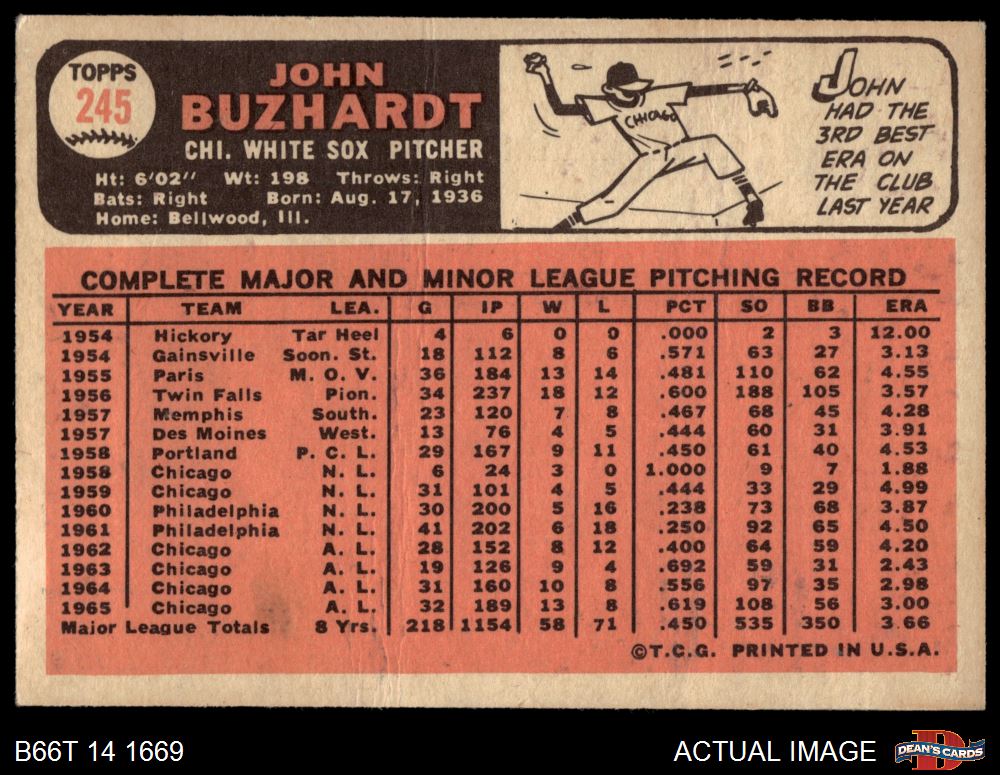 TOPPS
245
JOHN
BUZHARDT
CHI. WHITE SOX PITCHER
Ht: 6'02" Wt: 198 Throws: Right
Bats: Right Born: Aug. 17, 1936
Home: Bellwood, Ill.
CHICAGO
JOHN
HAD THE
3RD BEST
ERA ON
THE CLUB
LAST YEAR
COMPLETE MAJOR AND MINOR LEAGUE PITCHING RECORD
YEAR TEAM LEA. G IP W L PCT SO BB ERA
1954 Hickory Tar Heel 4 6 0 0 .000 2 3 12.00
1954 Gainsville Soon. St. 18 112 8 6 .571 63 27 3.13
1955 Paris M. O. V. 36 184 13 14 .481 110 62 4.55
1956 Twin Falls Pion. 34 237 18 12 .600 188 105 3.57
1957 Memphis South. 23 120 7 8 .467 68 45 4.28
1957 Des Moines West. 13 76 4 5 .444 60 31 3.91
1958 Portland P. C. L. 29 167 9 11 .450 61 40 4.53
1958 Chicago N. L. 6 24 3 0 1.000 9 7 1.88
1959 Chicago N. L. 31 101 4 5 .444 33 29 4.99
1960 Philadelphia N. L. 30 200 5 16 .238 73 68 3.87
1961 Philadelphia N. L. 41 202 6 18 .250 92 65 4.50
1962 Chicago A. L. 28 152 8 12 .400 64 59 4.20
1963 Chicago A. L. 19 126 9 4 .692 59 31 2.43
1964 Chicago A. L. 31 160 10 8 .556 97 35 2.98
1965 Chicago A. L. 32 189 13 8 .619 108 56 3.00
Major League Totals 8 Yrs. 218 1154 58 71 .450 535 350 3.66
©T.C.G. PRINTED IN U.S.A.
B66T 14 1669
ACTUAL IMAGE
DEAN'S CARDS